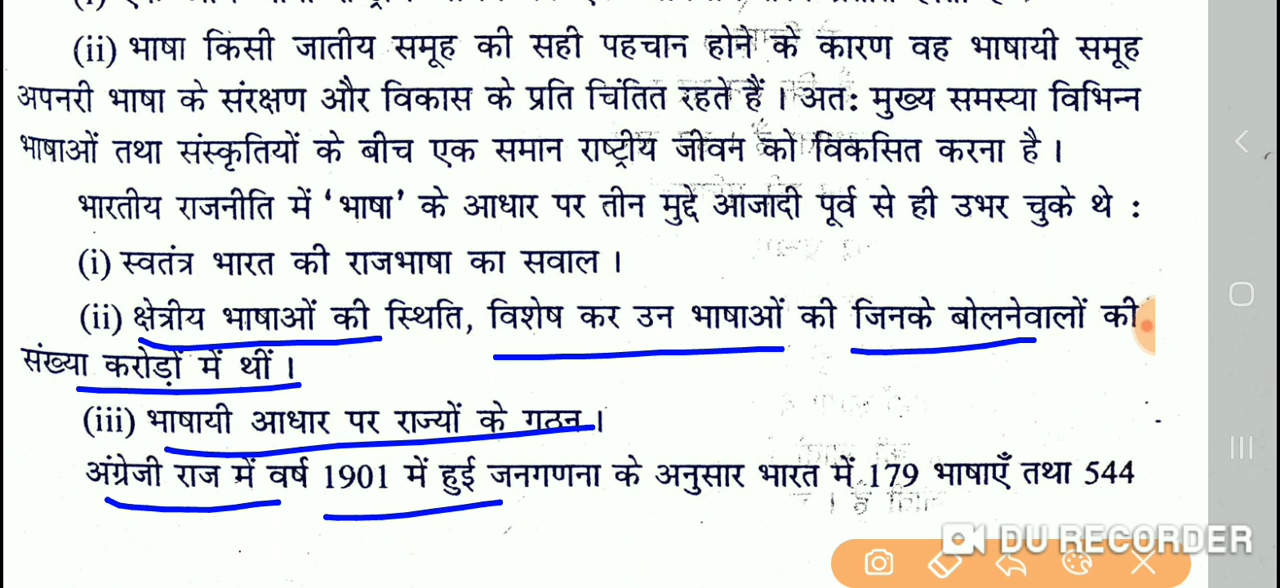 (ii) भाषा किसी जातीय समूह की सही पहचान होने के कारण वह भाषायी समूह
अपनरी भाषा के संरक्षण और विकास के प्रति चिंतित रहते हैं । अत: मुख्य समस्या विभिन्न
भाषाओं तथा संस्कृतियों के बीच एक समान राष्ट्रीय जीवन को विकसित करना है ।
भारतीय राजनीति में ‘भाषा’ के आधार पर तीन मुद्दे आजादी पूर्व से ही उभर चुके थे :
(i) स्वतंत्र भारत की राजभाषा का सवाल ।
(ii) क्षेत्रीय भाषाओं की स्थिति, विशेष कर उन भाषाओं की जिनके बोलनेवालों की
संख्या करोड़ों में थीं ।
(iii) भाषायी आधार पर राज्यों के गठन ।
अंग्रेजी राज में वर्ष 1901 में हुई जनगणना के अनुसार भारत में 179 भाषाएँ तथा 544
DU RECORDER